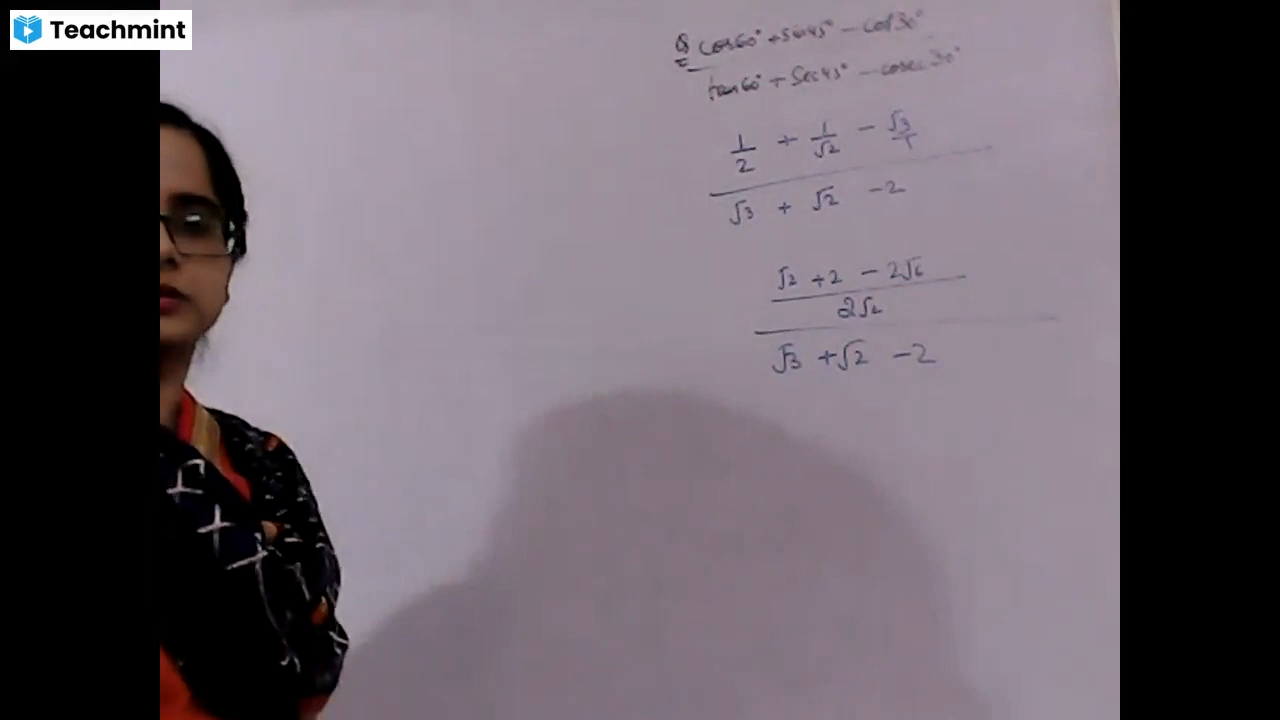 Teachmint
Q cos60° + sin45° - cot30°
tan60° + Sec45° - cosec30°
1/2 + 1/√2 - √3/1
√3 + √2 - 2
√2 + 2 - 2√6
2√2
√3 + √2 - 2